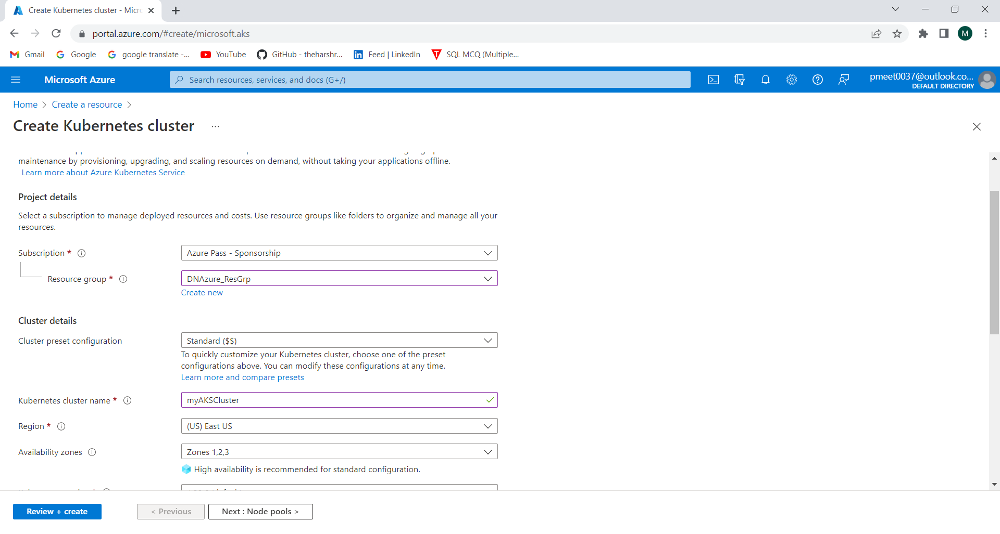 Create Kubernetes cluster - Micro
portal.azure.com/#create/microsoft.aks
M
Gmail
Google
google translate -...
YouTube
GitHub - theharshr...
Feed | LinkedIn
SQL MCQ (Multiple...
Microsoft Azure
Search resources, services, and docs (G+/)
pmeet0037@outlook.co...
DEFAULT DIRECTORY
Home > Create a resource >
Create Kubernetes cluster ...
maintenance by provisioning, upgrading, and scaling resources on demand, without taking your applications offline.
Learn more about Azure Kubernetes Service
Project details
Select a subscription to manage deployed resources and costs. Use resource groups like folders to organize and manage all your
resources.
Subscription *
Azure Pass - Sponsorship
Resource group *
DNAzure_ResGrp
Create new
Cluster details
Cluster preset configuration
Standard ($$)
To quickly customize your Kubernetes cluster, choose one of the preset
configurations above. You can modify these configurations at any time.
Learn more and compare presets
Kubernetes cluster name *
myAKSCluster
Region *
(US) East US
Availability zones
Zones 1,2,3
High availability is recommended for standard configuration.
Review + create
< Previous
Next : Node pools >